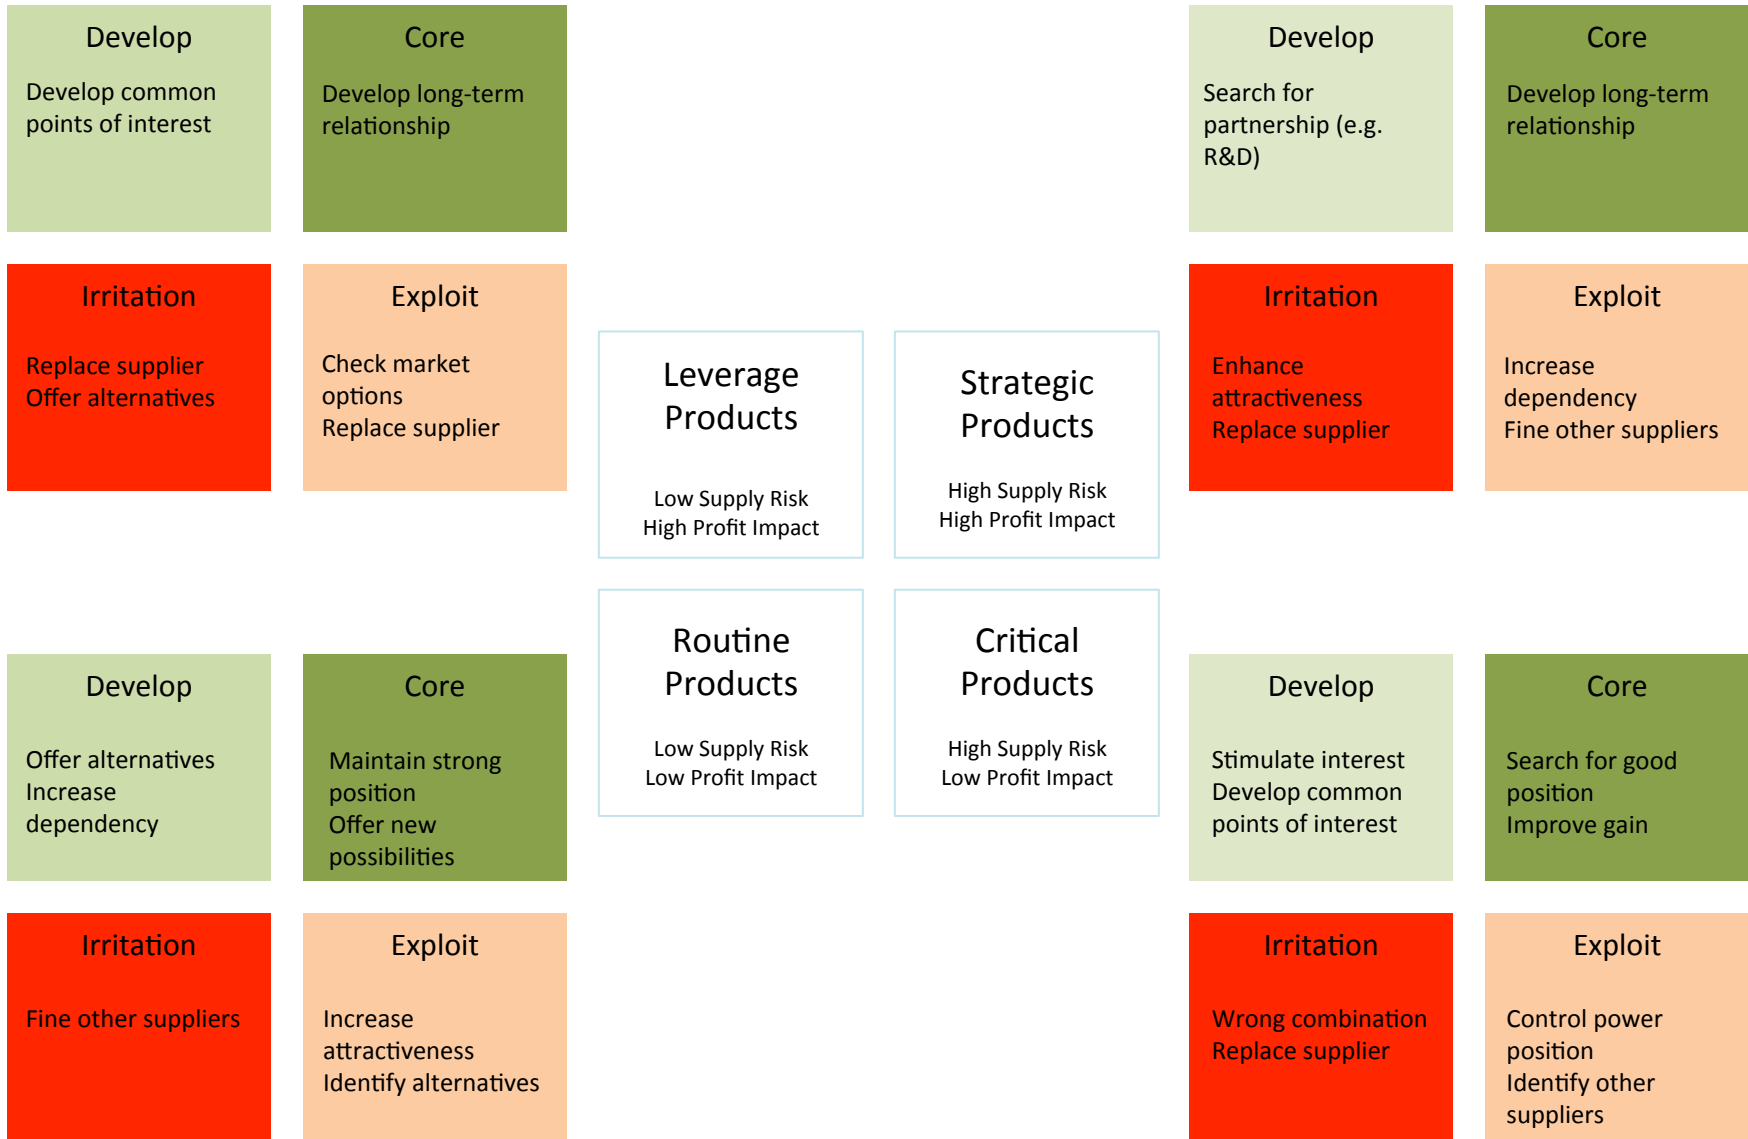 Develop
Develop common
points of interest
Core
Develop long-term
relationship
Irritation
Replace supplier
Offer alternatives
Exploit
Check market
options
Replace supplier
Develop
Search for
partnership (e.g.
R&D)
Core
Develop long-term
relationship
Irritation
Enhance
attractiveness
Replace supplier
Exploit
Increase
dependency
Fine other suppliers
Leverage
Products
Low Supply Risk
High Profit Impact
Strategic
Products
High Supply Risk
High Profit Impact
Routine
Products
Low Supply Risk
Low Profit Impact
Critical
Products
High Supply Risk
Low Profit Impact
Develop
Offer alternatives
Increase
dependency
Core
Maintain strong
position
Offer new
possibilities
Irritation
Fine other suppliers
Exploit
Increase
attractiveness
Identify alternatives
Develop
Stimulate interest
Develop common
points of interest
Core
Search for good
position
Improve gain
Irritation
Wrong combination
Replace supplier
Exploit
Control power
position
Identify other
suppliers